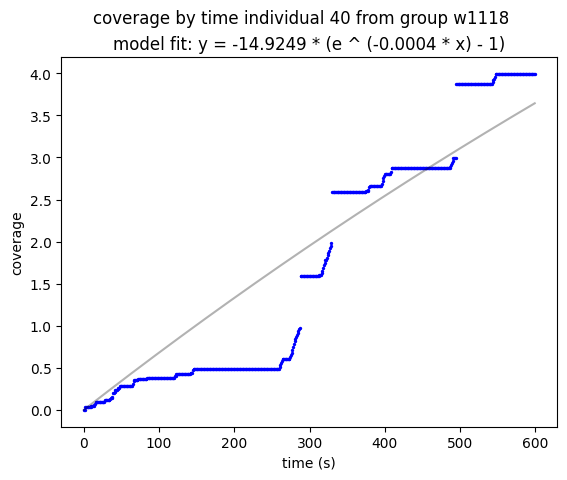 coverage by time individual 40 from group w1118
model fit: y = -14.9249 * (e ^ (-0.0004 * x) - 1)
4.0
3.5
3.0
2.5
2.0
1.5
1.0
0.5
0.0
coverage
0 100 200 300 400 500 600
time (s)